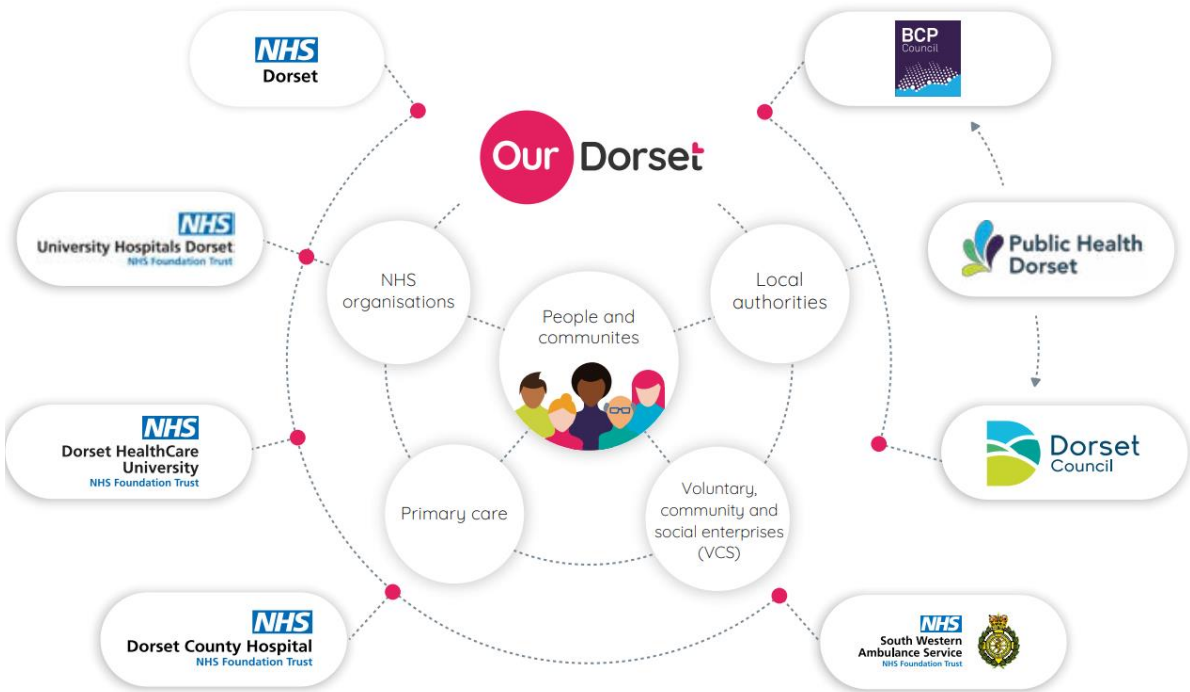 NHS
Dorset
BCP
Council
Our Dorset
NHS
University Hospitals Dorset
NHS Foundation Trust
Public Health
Dorset
NHS
organisations
Local
authorities
People and
communites
NHS
Dorset HealthCare
University
NHS Foundation Trust
Dorset
Council
Primary care
Voluntary,
community and
social enterprises
(VCS)
NHS
Dorset County Hospital
NHS Foundation Trust
NHS
South Western
Ambulance Service
NHS Foundation Trust